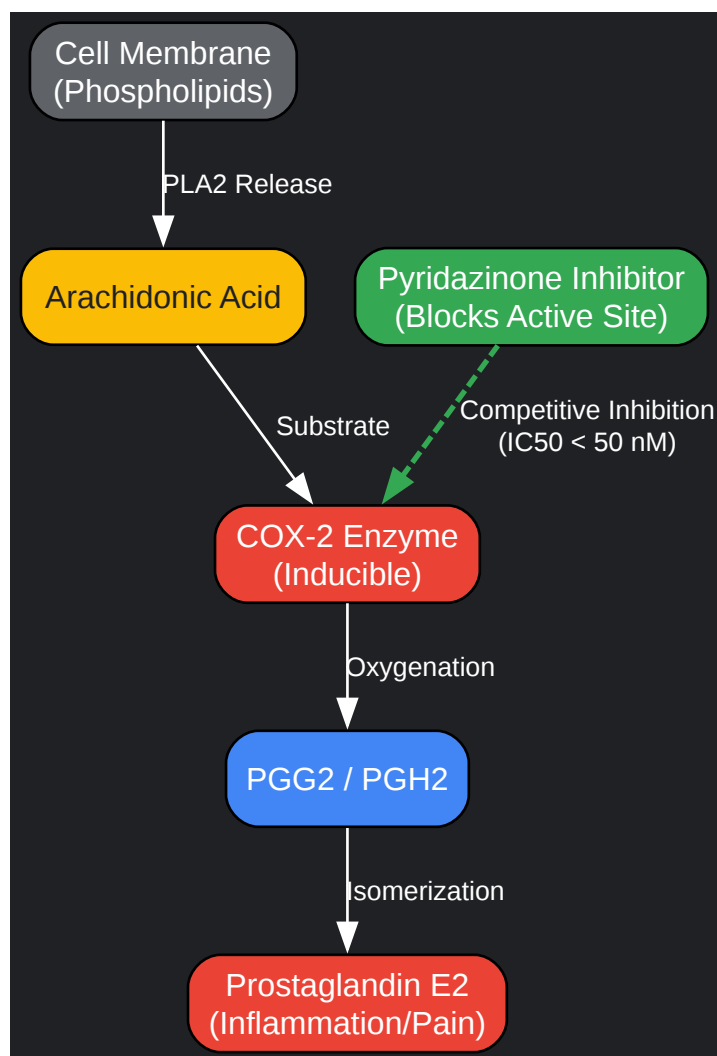 Cell Membrane
(Phospholipids)
PLA2 Release
Arachidonic Acid
Pyridazinone Inhibitor
(Blocks Active Site)
Substrate
Competitive Inhibition
(IC50 < 50 nM)
COX-2 Enzyme
(Inducible)
Oxygenation
PGG2 / PGH2
Isomerization
Prostaglandin E2
(Inflammation/Pain)